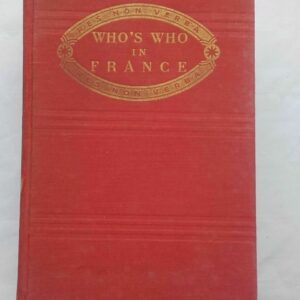 RES·NON·VERBA
WHO'S WHO
IN
FRANCE
RES·NON·VERBA